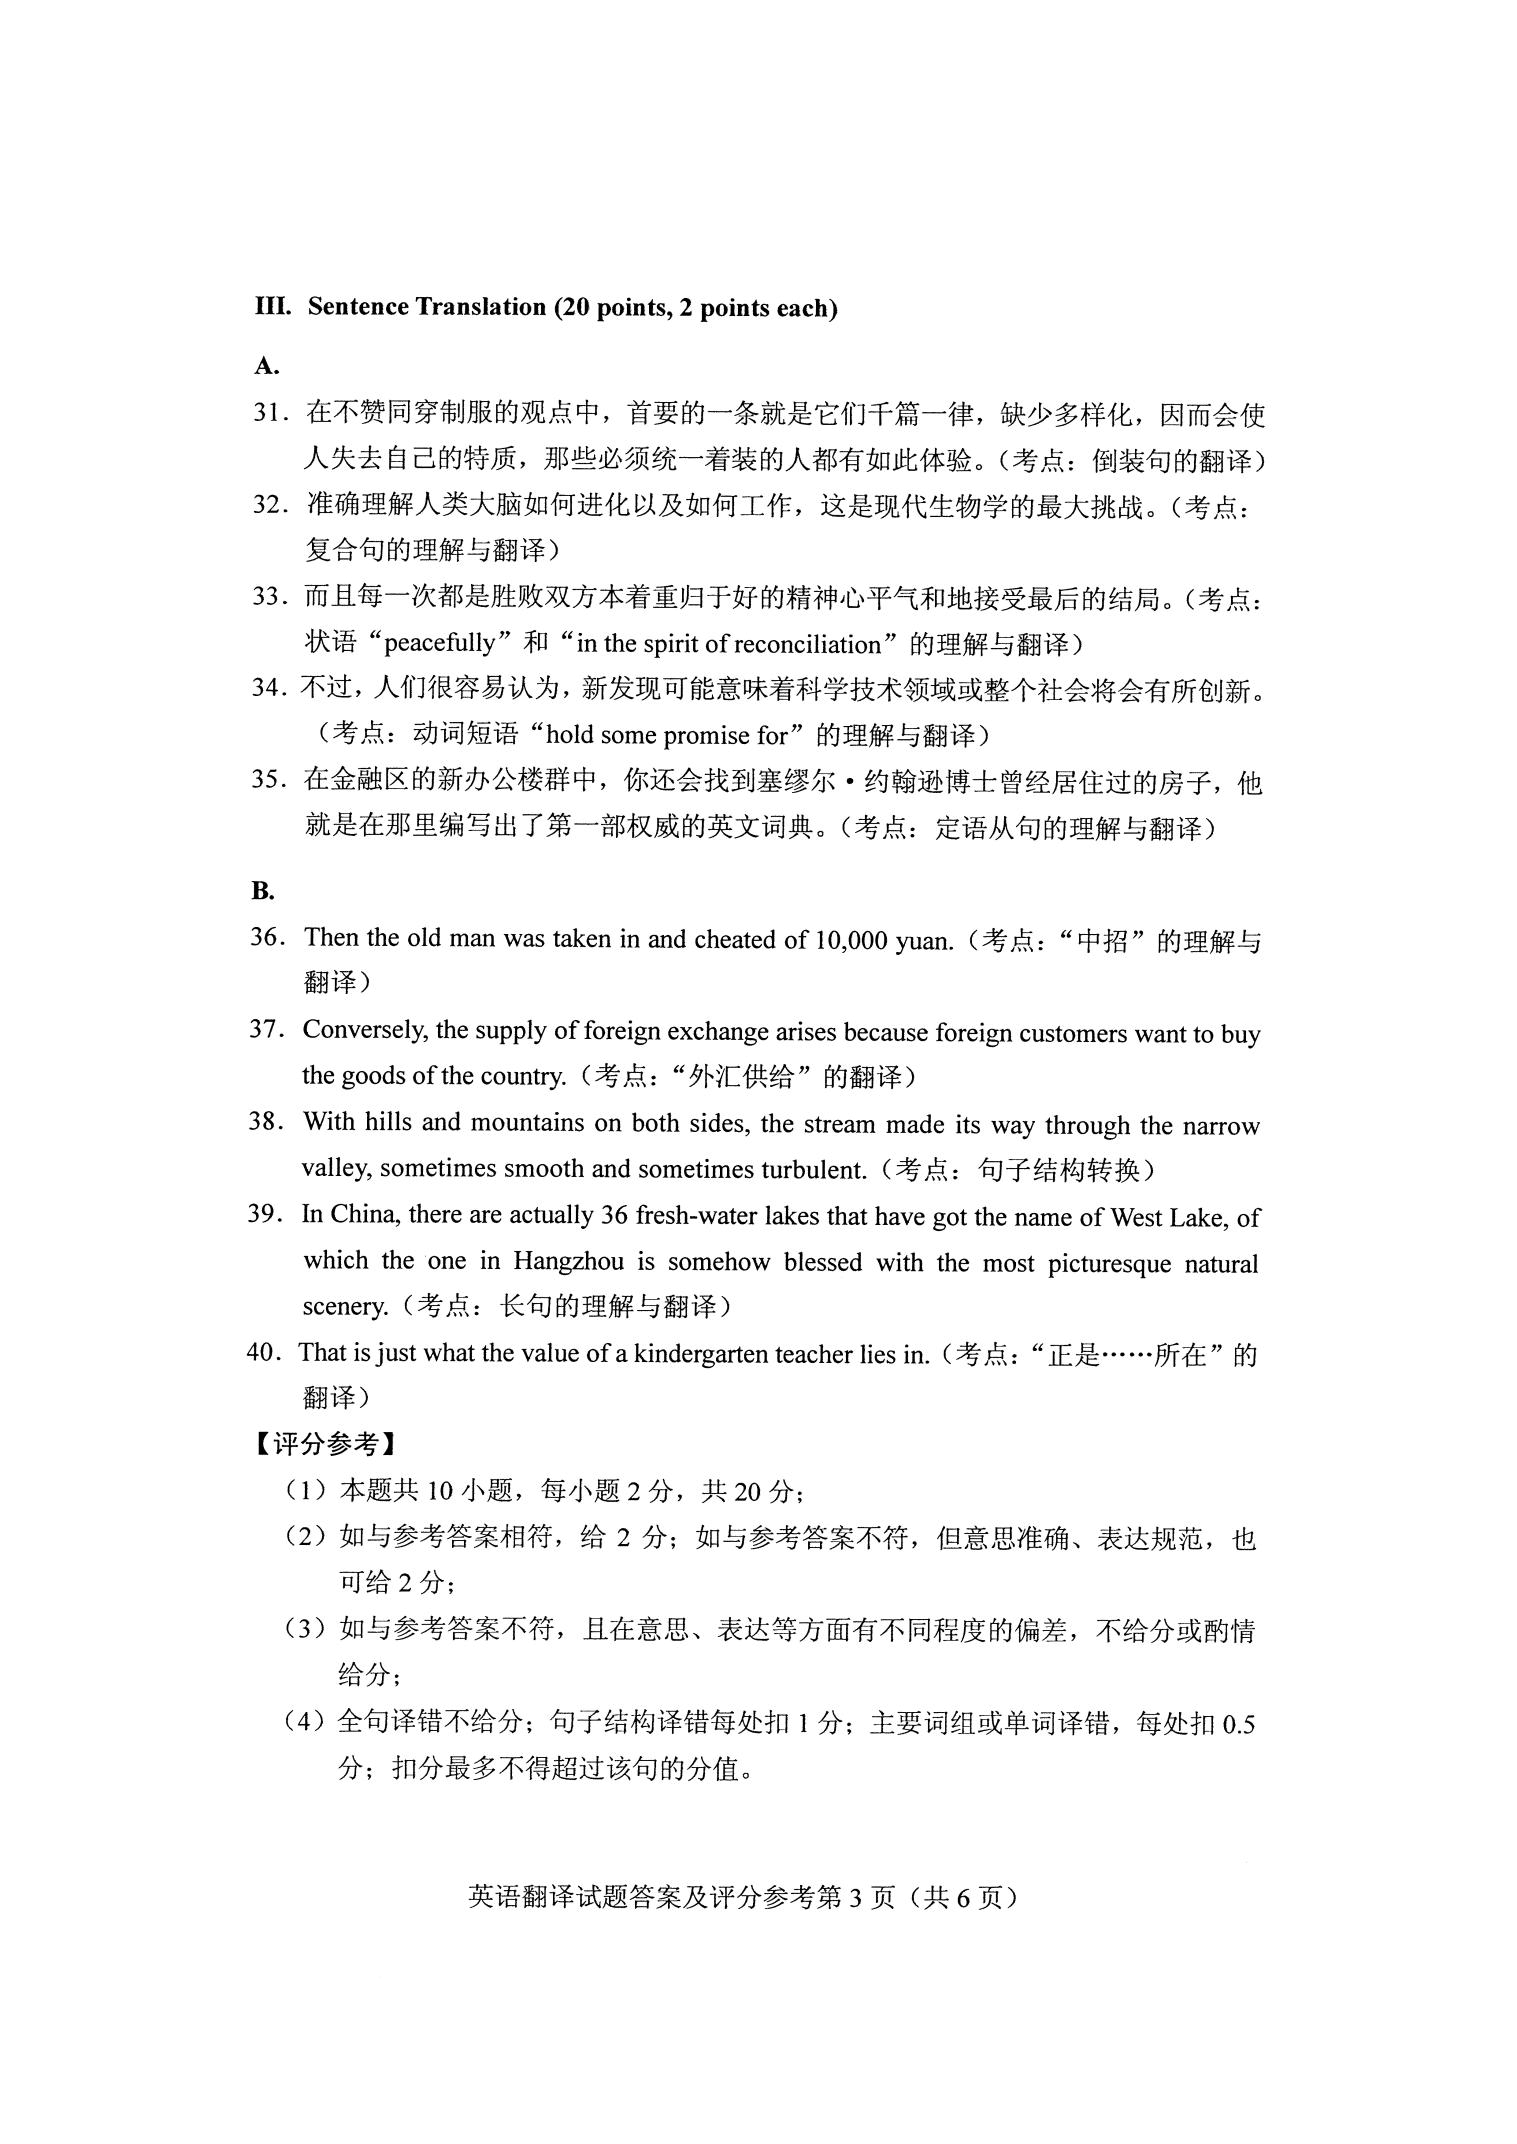 III. Sentence Translation (20 points, 2 points each)
A.
31. 在不赞同穿制服的观点中，首要的一条就是它们千篇一律，缺少多样化，因而会使
人失去自己的特质，那些必须统一着装的人都有如此体验。（考点：倒装句的翻译）
32. 准确理解人类大脑如何进化以及如何工作，这是现代生物学的最大挑战。（考点：
复合句的理解与翻译）
33. 而且每一次都是胜败双方本着重归于好的精神心平气和地接受最后的结局。（考点：
状语“peacefully”和“in the spirit of reconciliation”的理解与翻译）
34. 不过，人们很容易认为，新发现可能意味着科学技术领域或整个社会将会有所创新。
（考点：动词短语“hold some promise for”的理解与翻译）
35. 在金融区的新办公楼群中，你还会找到塞缪尔·约翰逊博士曾经居住过的房子，他
就是在那里编写出了第一部权威的英文词典。（考点：定语从句的理解与翻译）
B.
36. Then the old man was taken in and cheated of 10,000 yuan.（考点：“中招”的理解与
翻译）
37. Conversely, the supply of foreign exchange arises because foreign customers want to buy
the goods of the country.（考点：“外汇供给”的翻译）
38. With hills and mountains on both sides, the stream made its way through the narrow
valley, sometimes smooth and sometimes turbulent.（考点：句子结构转换）
39. In China, there are actually 36 fresh-water lakes that have got the name of West Lake, of
which the one in Hangzhou is somehow blessed with the most picturesque natural
scenery.（考点：长句的理解与翻译）
40. That is just what the value of a kindergarten teacher lies in.（考点：“正是……所在”的
翻译）
【评分参考】
（1）本题共 10 小题，每小题 2 分，共 20 分；
（2）如与参考答案相符，给 2 分；如与参考答案不符，但意思准确、表达规范，也
可给 2 分；
（3）如与参考答案不符，且在意思、表达等方面有不同程度的偏差，不给分或酌情
给分；
（4）全句译错不给分；句子结构译错每处扣 1 分；主要词组或单词译错，每处扣 0.5
分；扣分最多不得超过该句的分值。
英语翻译试题答案及评分参考第 3 页（共 6 页）